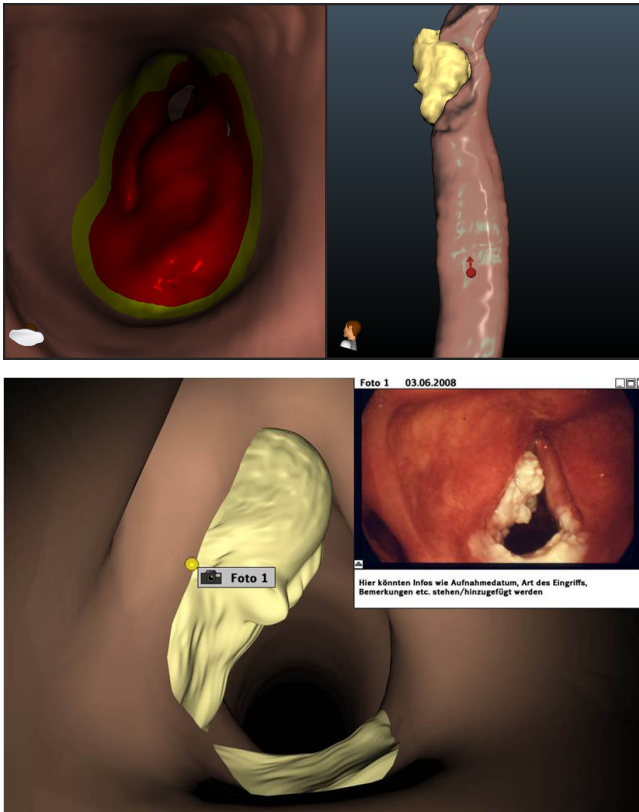 Foto 1 03.06.2008
Foto 1
Hier könnten Infos wie Aufnahmedatum, Art des Eingriffs,
Bemerkungen etc. stehen/hinzugefügt werden